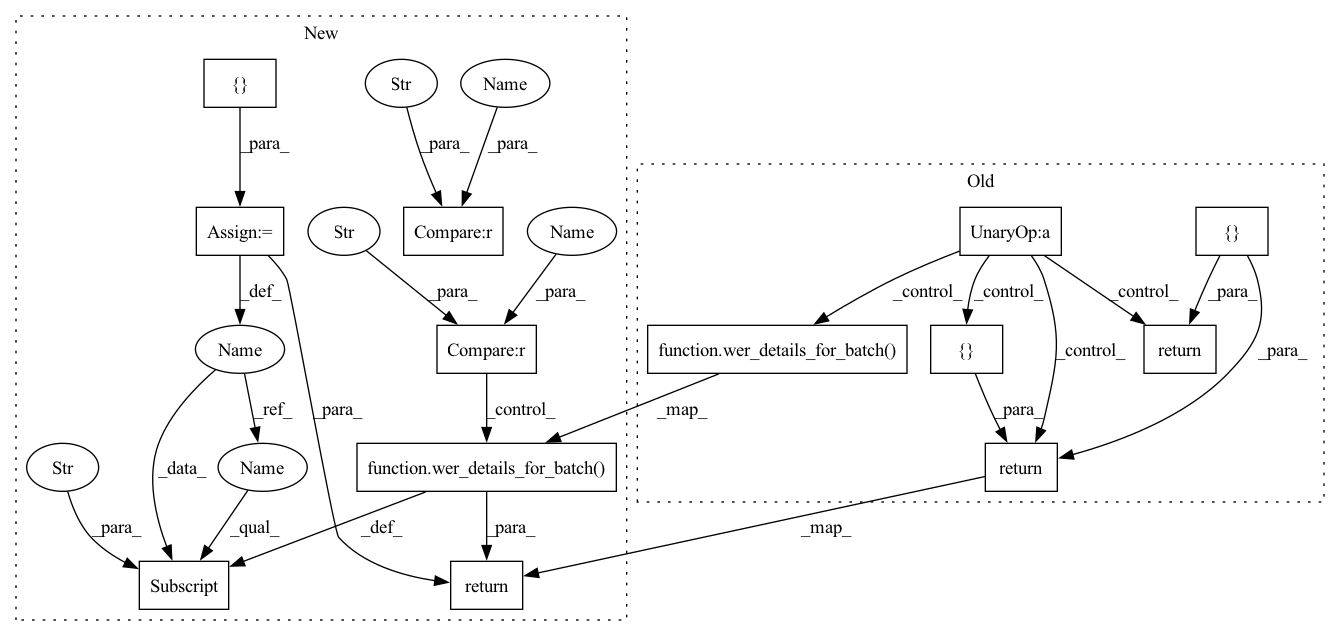 New
{}
Str
Name
_para_
_para_
_para_
Old
Assign:=
Str
Compare:r
Name
UnaryOp:a
{}
_def_
_para_
_para_
_control_
_control_
_control_
_para_
Name
Compare:r
function.wer_details_for_batch()
{}
return
_control_
_para_
_ref_
_para_
_control_
_map_
_para_
Str
_data_
Name
function.wer_details_for_batch()
return
_para_
_qual_
_def_
_para_
_map_
Subscript
return